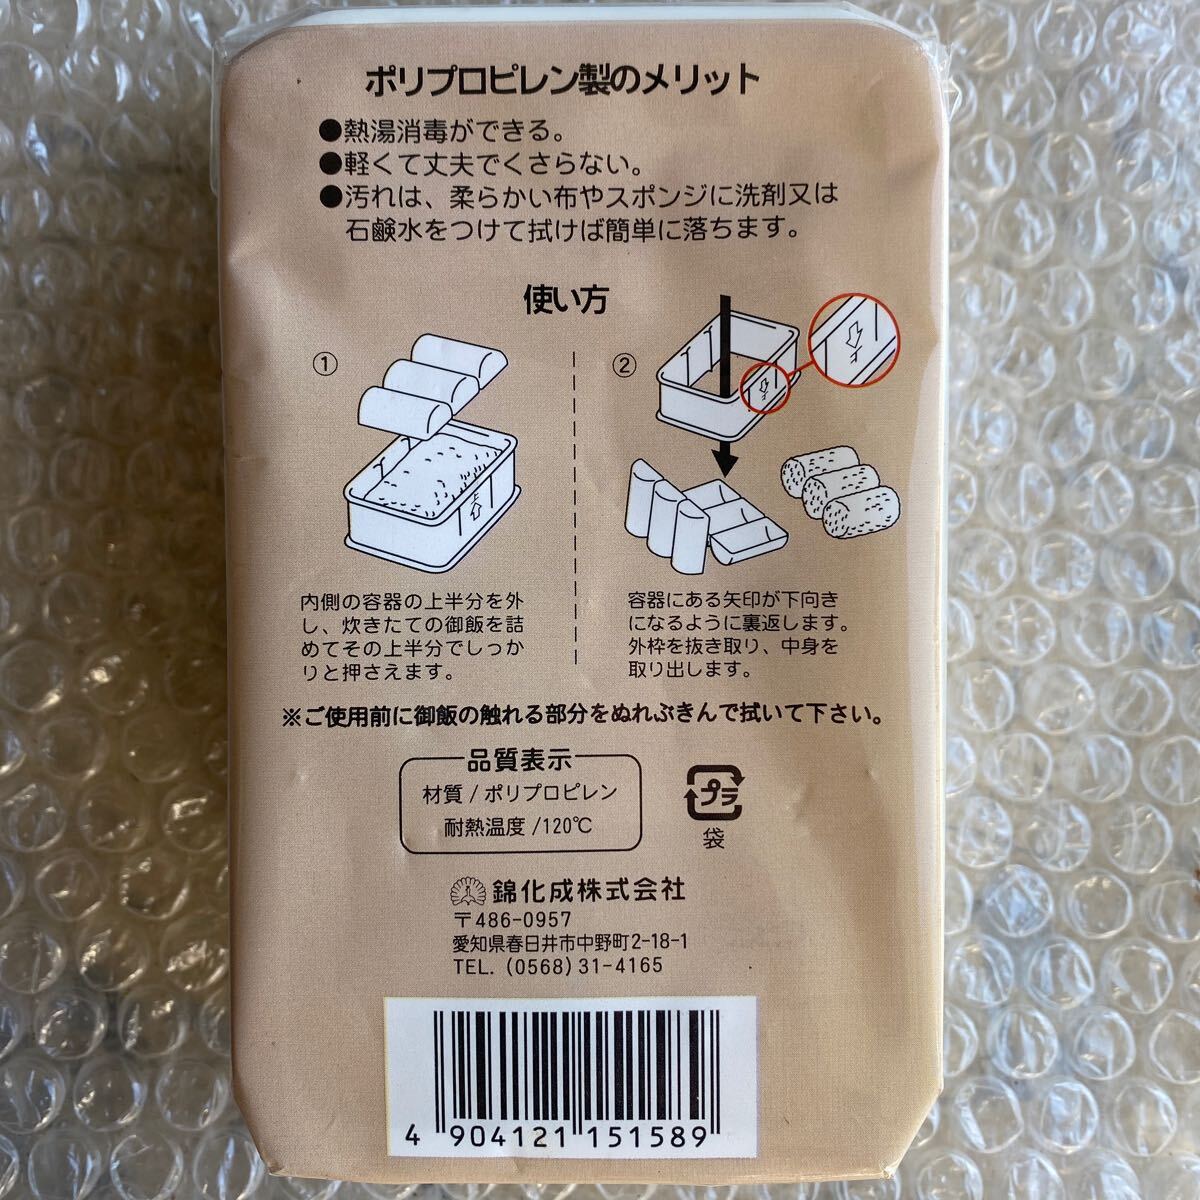 ポリプロピレン製のメリット
●熱湯消毒ができる。
●軽くて丈夫でくさらない。
●汚れは、柔らかい布やスポンジに洗剤又は
石鹸水をつけて拭けば簡単に落ちます。
使い方
①
上
内側の容器の上半分を外
し、炊きたての御飯を詰
めてその上半分でしっか
りと押さえます。
②
上
上
容器にある矢印が下向き
になるように裏返します。
外枠を抜き取り、中身を
取り出します。
※ご使用前に御飯の触れる部分をぬれぶきんで拭いて下さい。
品質表示
材質/ポリプロピレン
耐熱温度/120℃
プラ
袋
錦化成株式会社
〒486-0957
愛知県春日井市中野町2-18-1
TEL. (0568) 31-4165
4 904121 151589